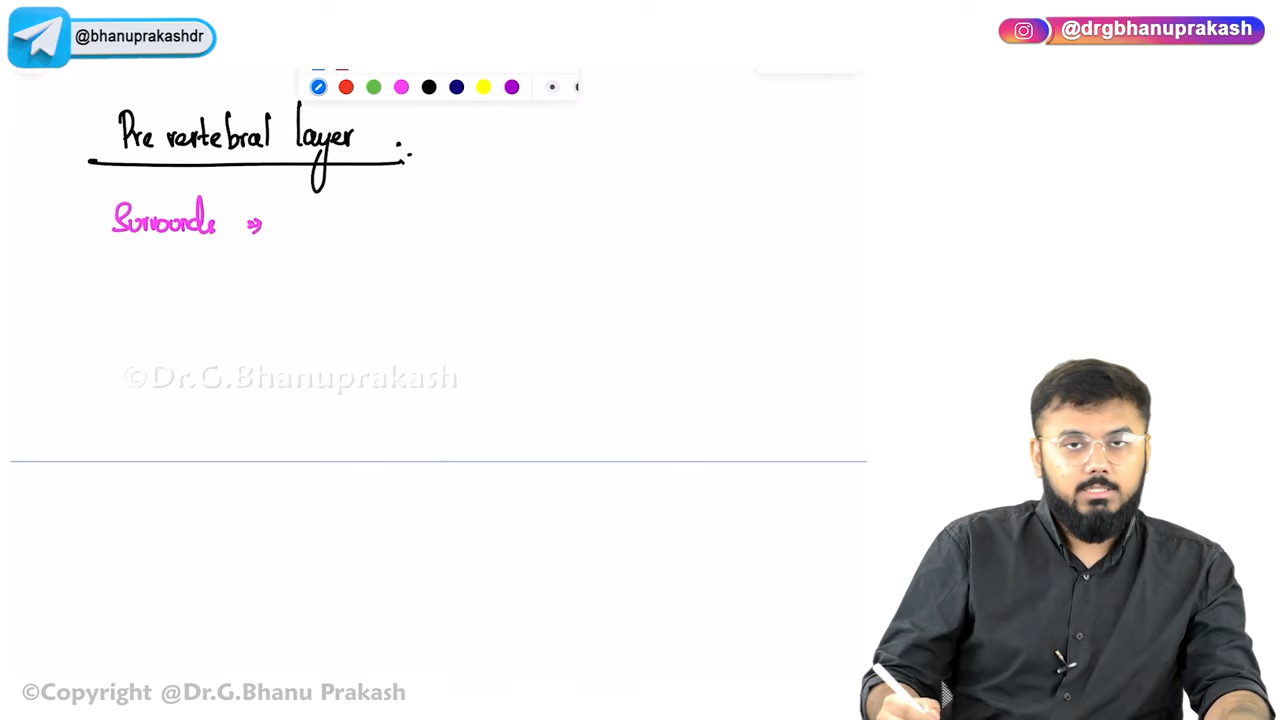 @bhanuprakashdr
@drgbhanuprakash
Pre vertebral layer :
Surrounds ⇒
©Dr.G.Bhanuprakash
©Copyright @Dr.G.Bhanu Prakash